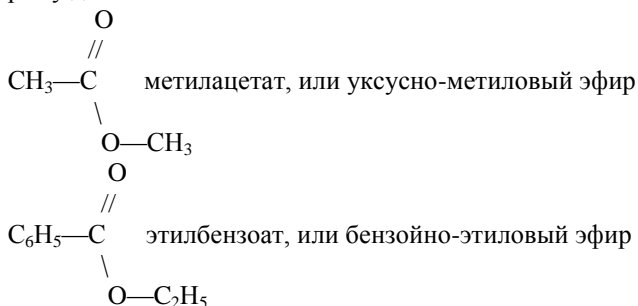 O
//
CH₃—C метилацетат, или уксусно-метиловый эфир
\
O—CH₃
O
//
C₆H₅—C этилбензоат, или бензойно-этиловый эфир
\
O—C₂H₅